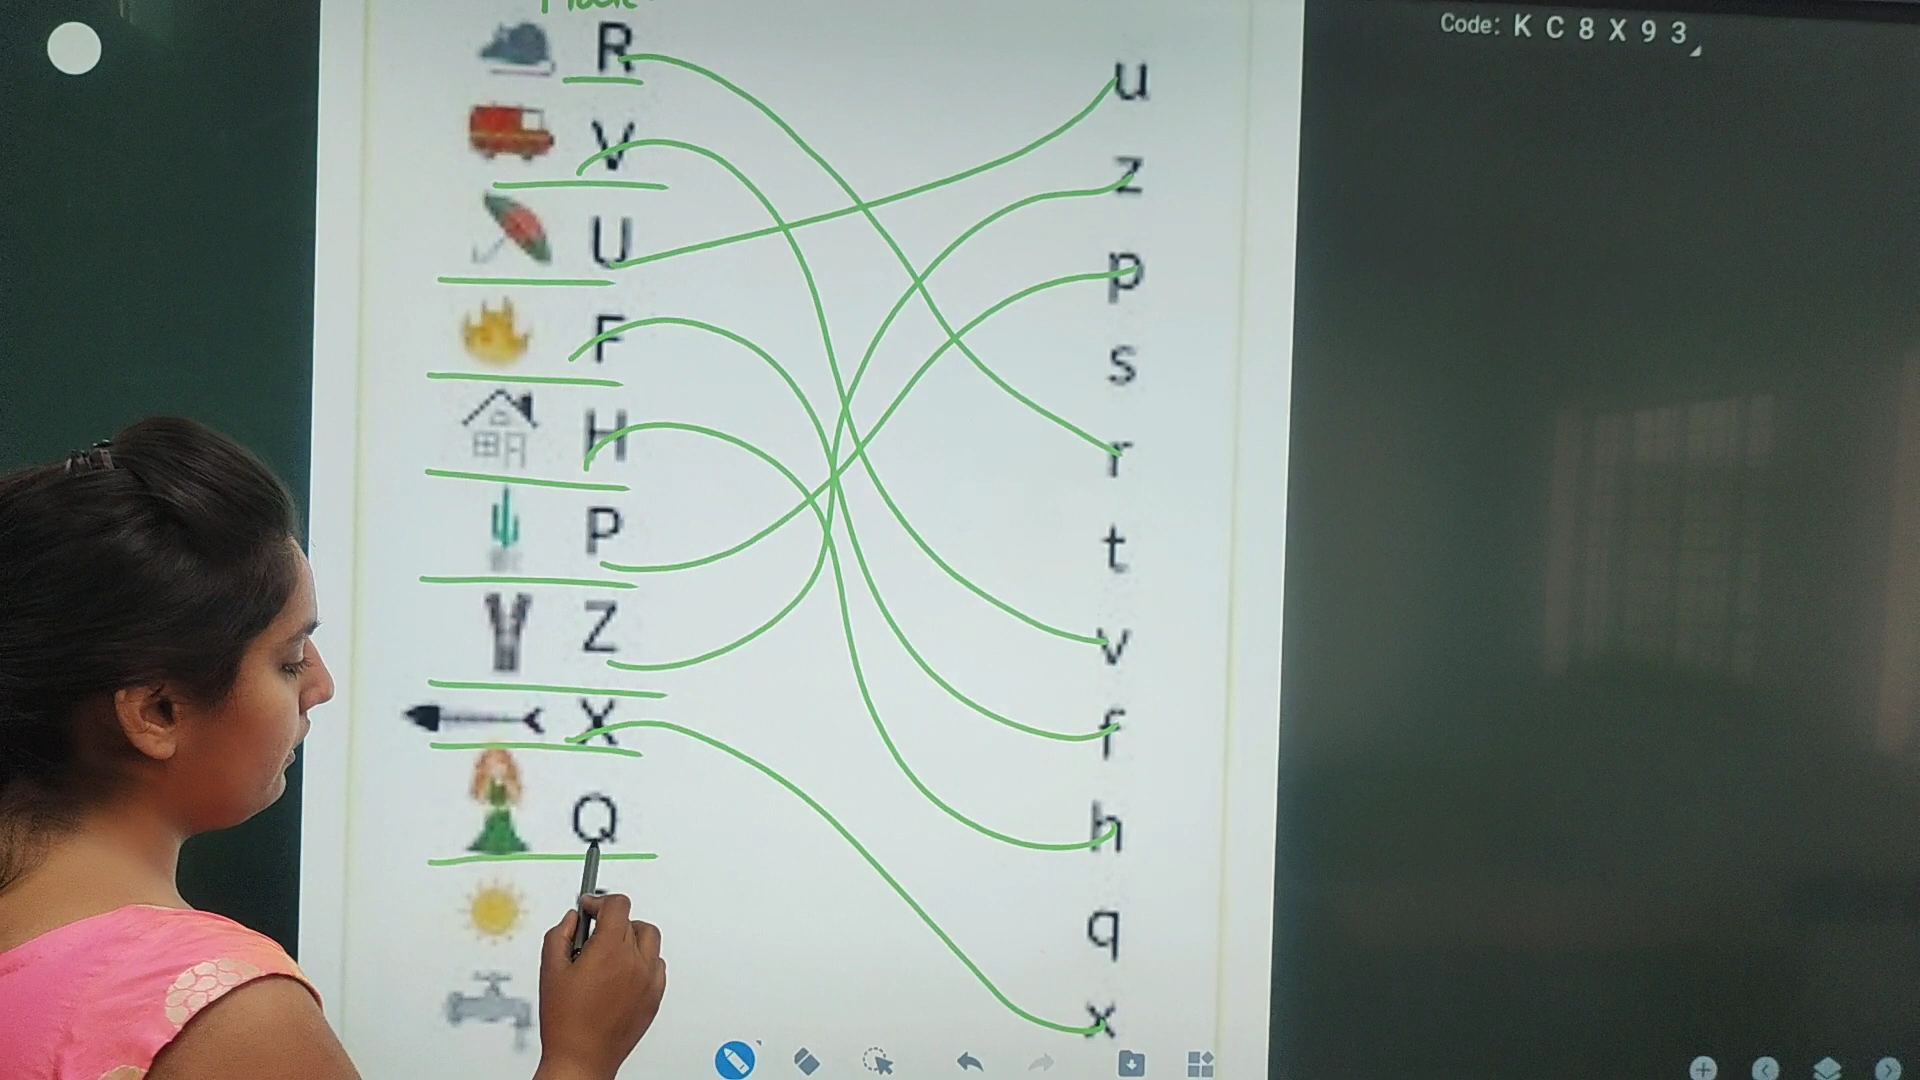 Code: K C 8 X 9 3
R u
V z
U p
F s
H r
P t
Z v
X f
Q h
q
x